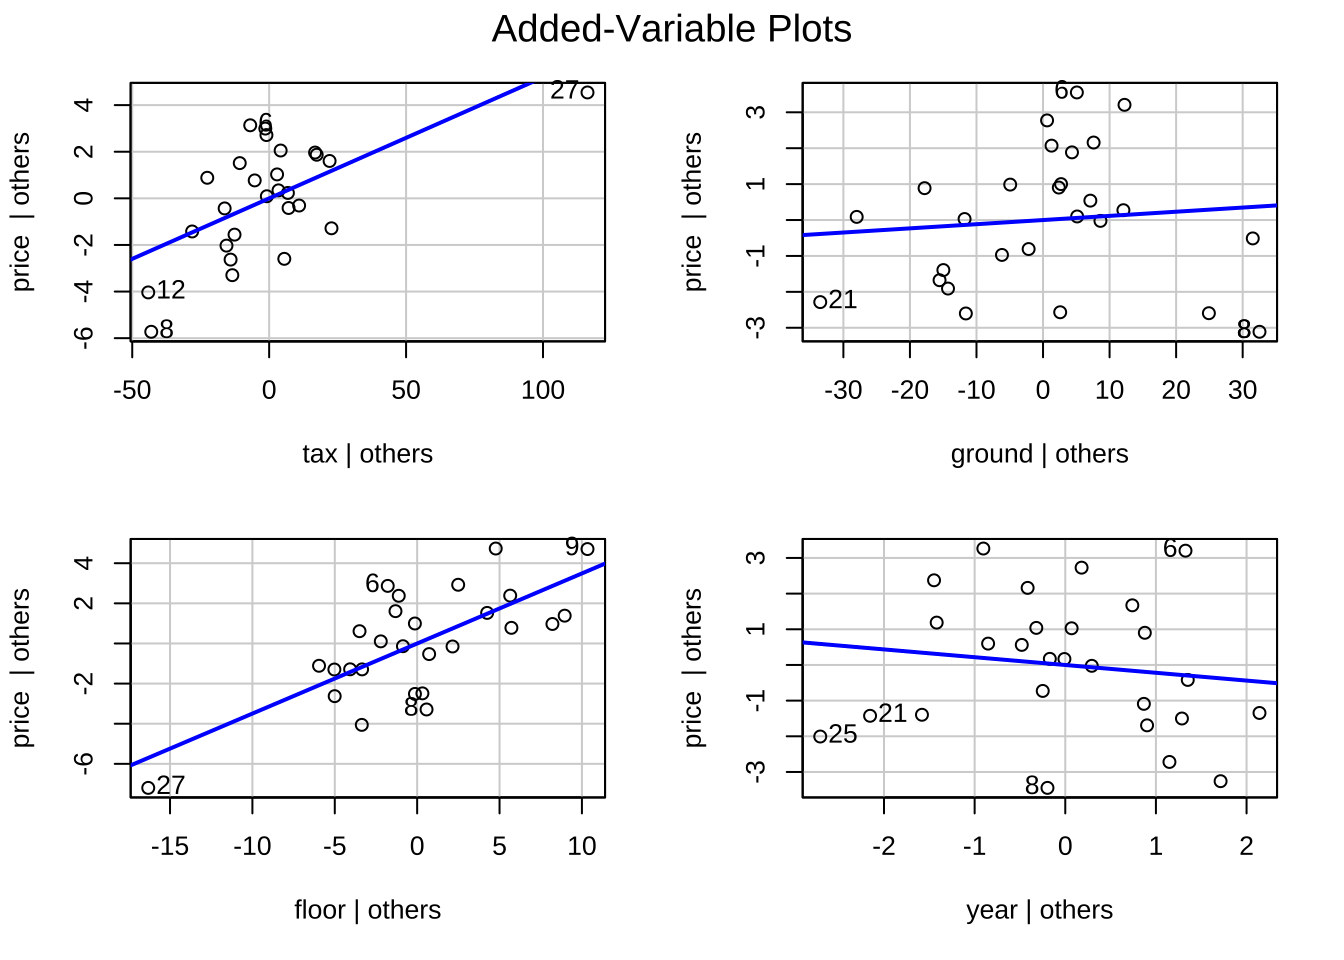 Added-Variable Plots
price | others
4
2
0
-2
-4
-6
27
6
12
8
-50 0 50 100
tax | others
price | others
3
1
-1
-3
6
21
8
-30 -20 -10 0 10 20 30
ground | others
price | others
4
2
-2
-6
9
6
8
27
-15 -10 -5 0 5 10
floor | others
price | others
3
1
-1
-3
6
21
25
8
-2 -1 0 1 2
year | others